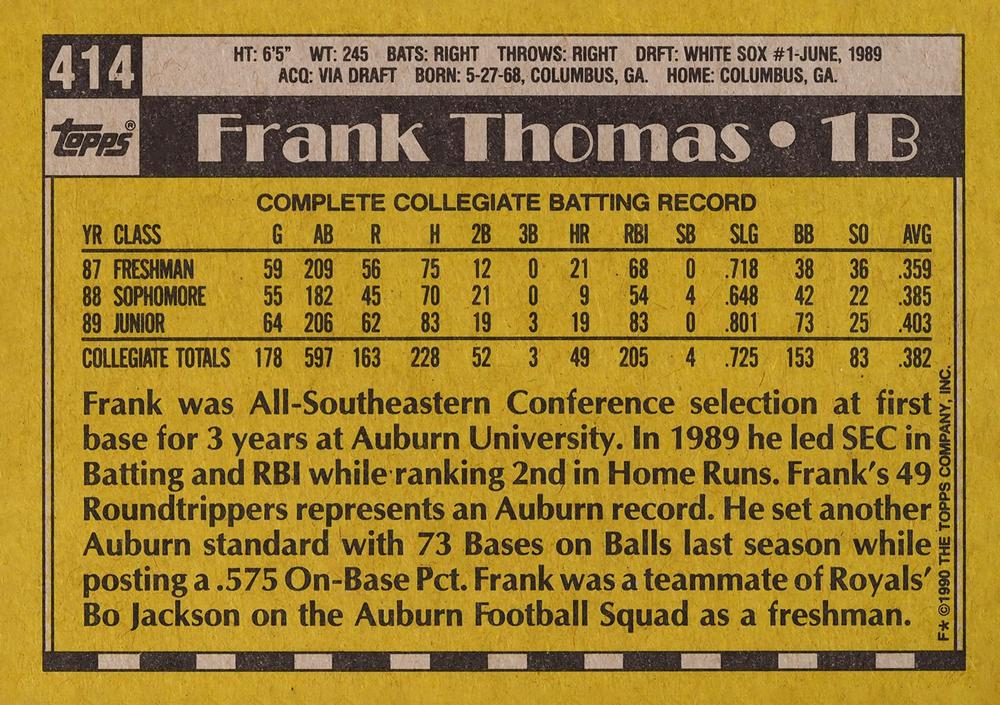 414
HT: 6'5" WT: 245 BATS: RIGHT THROWS: RIGHT DRFT: WHITE SOX #1-JUNE, 1989
ACQ: VIA DRAFT BORN: 5-27-68, COLUMBUS, GA. HOME: COLUMBUS, GA.
topps®
Frank Thomas • 1B
COMPLETE COLLEGIATE BATTING RECORD
YR CLASS G AB R H 2B 3B HR RBI SB SLG BB SO AVG
87 FRESHMAN 59 209 56 75 12 0 21 68 0 .718 38 36 .359
88 SOPHOMORE 55 182 45 70 21 0 9 54 4 .648 42 22 .385
89 JUNIOR 64 206 62 83 19 3 19 83 0 .801 73 25 .403
COLLEGIATE TOTALS 178 597 163 228 52 3 49 205 4 .725 153 83 .382
Frank was All-Southeastern Conference selection at first
base for 3 years at Auburn University. In 1989 he led SEC in
Batting and RBI while ranking 2nd in Home Runs. Frank's 49
Roundtrippers represents an Auburn record. He set another
Auburn standard with 73 Bases on Balls last season while
posting a .575 On-Base Pct. Frank was a teammate of Royals'
Bo Jackson on the Auburn Football Squad as a freshman.
F* © 1990 THE TOPPS COMPANY, INC.